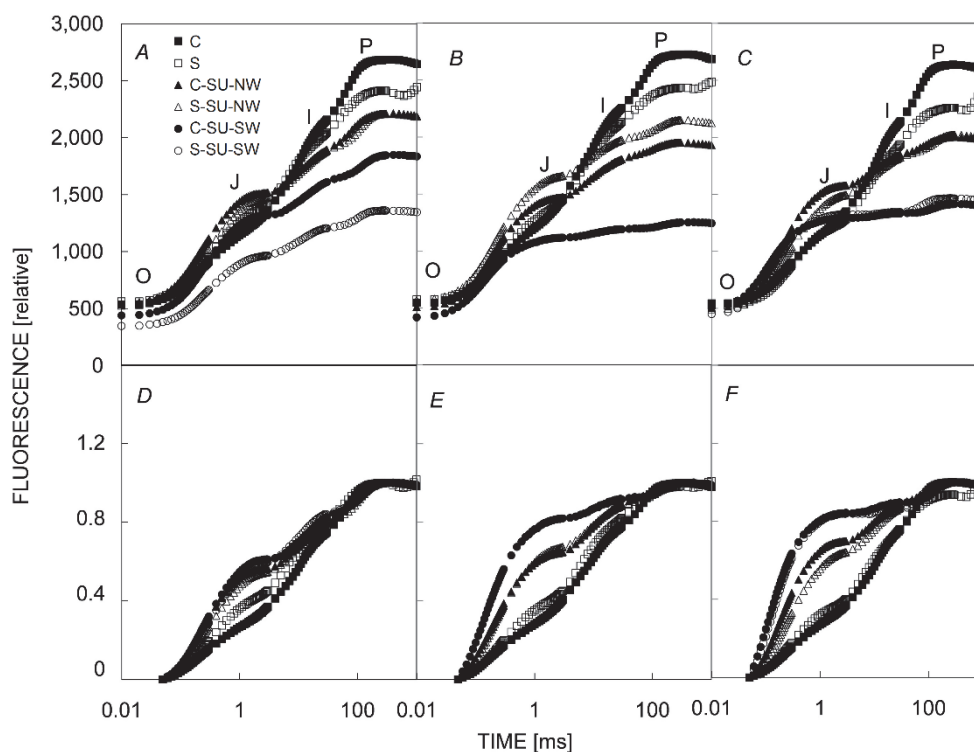 3,000
2,500
2,000
1,500
1,000
500
0
A
C
S
C-SU-NW
S-SU-NW
C-SU-SW
S-SU-SW
O
J
I
P
B
O
J
I
P
C
O
J
I
P
FLUORESCENCE [relative]
D
E
F
1.2
0.8
0.4
0
0.01
1
100
0.01
1
100
0.01
1
100
TIME [ms]